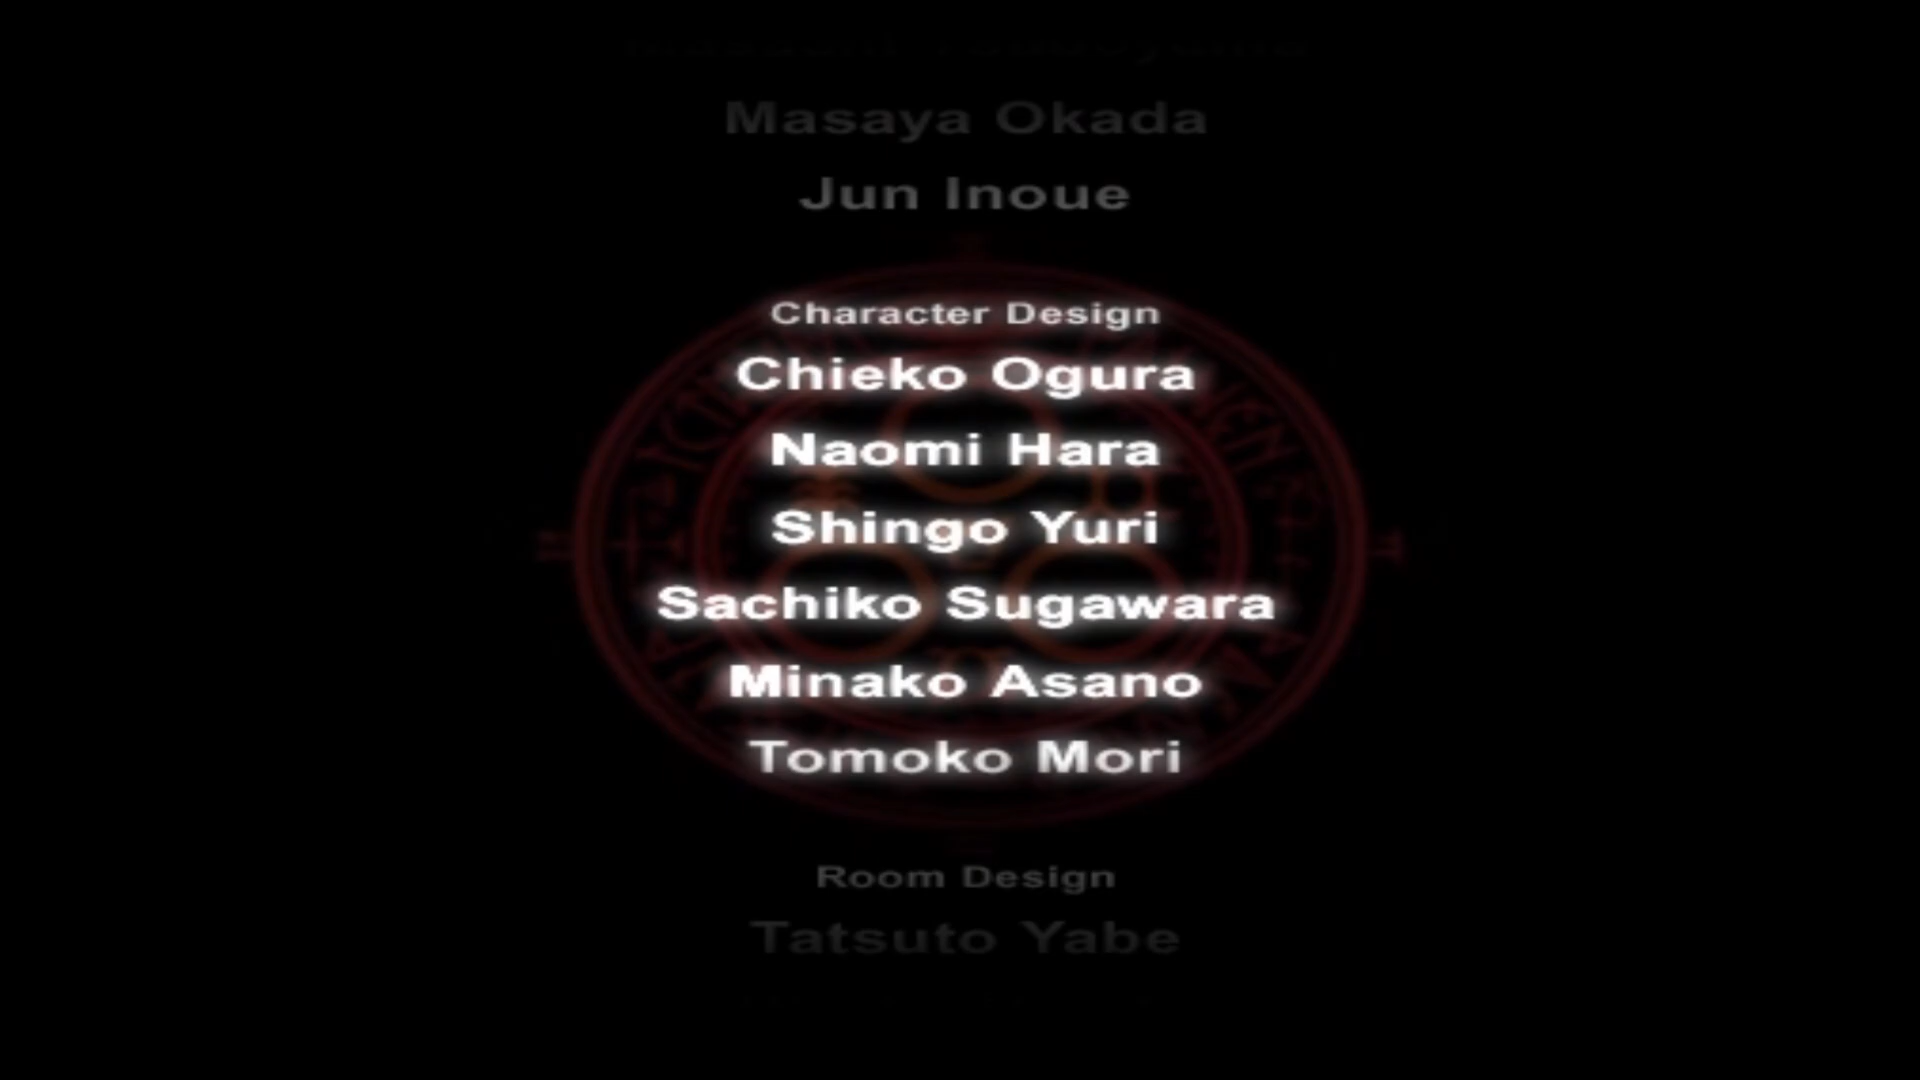 Masaya Okada
Jun Inoue
Character Design
Chieko Ogura
Naomi Hara
Shingo Yuri
Sachiko Sugawara
Minako Asano
Tomoko Mori
Room Design
Tatsuto Yabe